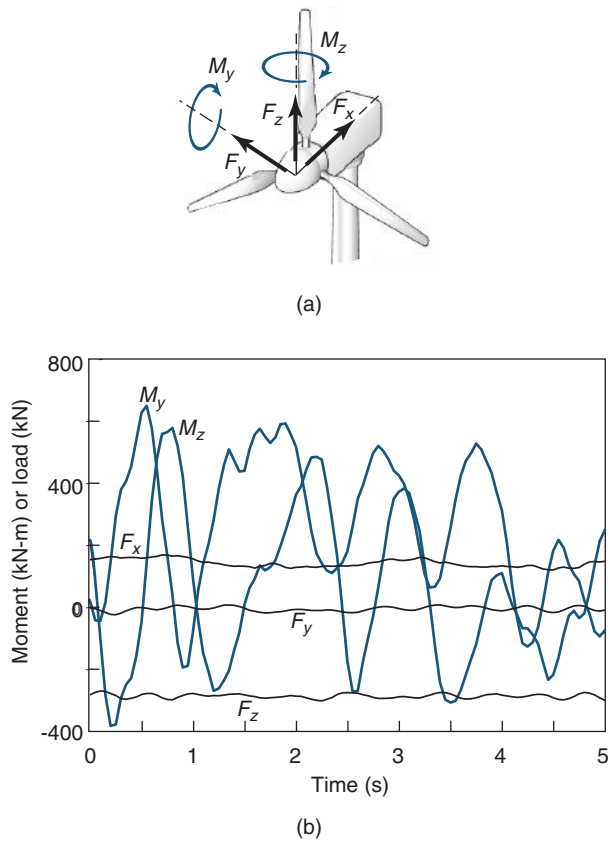 M_z
M_y
F_z
F_x
F_y
(a)
800
M_y
M_z
400
F_x
0
F_y
F_z
-400
0 1 2 3 4 5
Moment (kN-m) or load (kN)
Time (s)
(b)